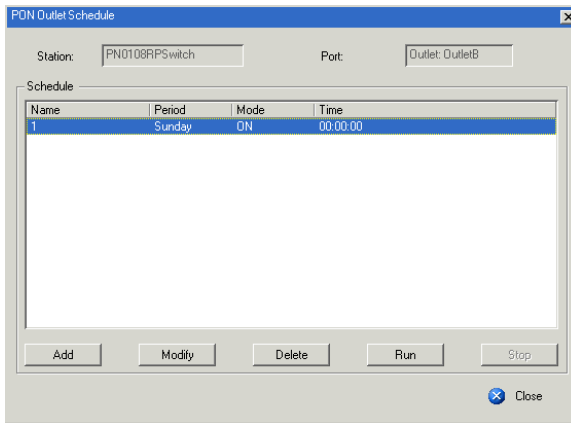 PON Outlet Schedule
Station: PN0108RPSwitch Port: Outlet: OutletB
Schedule
Name Period Mode Time
1 Sunday ON 00:00:00
Add Modify Delete Run Stop
Close